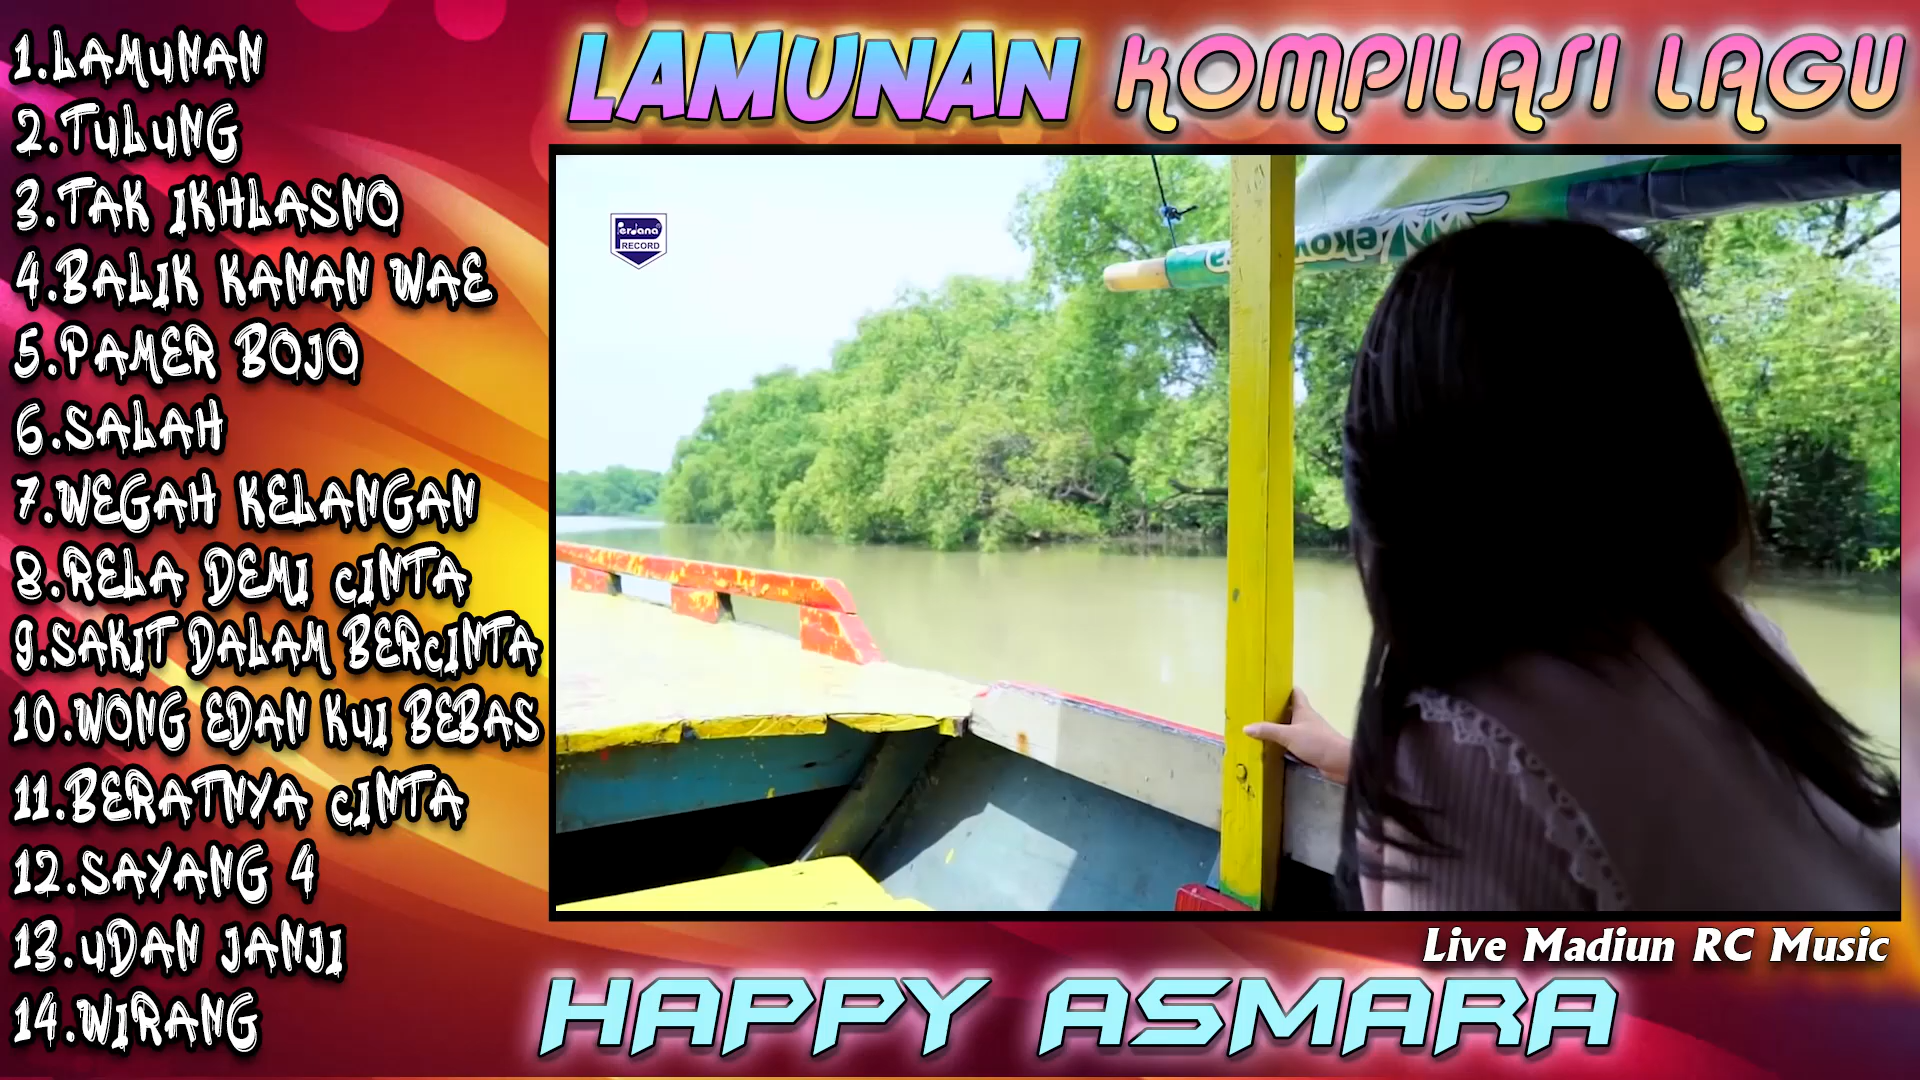 LAMUNAN KOMPILASI LAGU
1.LAMUNAN
2.TULUNG
3.TAK IKHLASNO
4.BALIK KANAN WAE
5.PAMER BOJO
6.SALAH
7.WEGAH KELANGAN
8.RELA DEMI CINTA
9.SAKIT DALAM BERCINTA
10.WONG EDAN KUI BEBAS
11.BERATNYA CINTA
12.SAYANG 4
13.UDAN JANJI
14.WIRANG
Perdana
RECORD
Live Madiun RC Music
HAPPY ASMARA